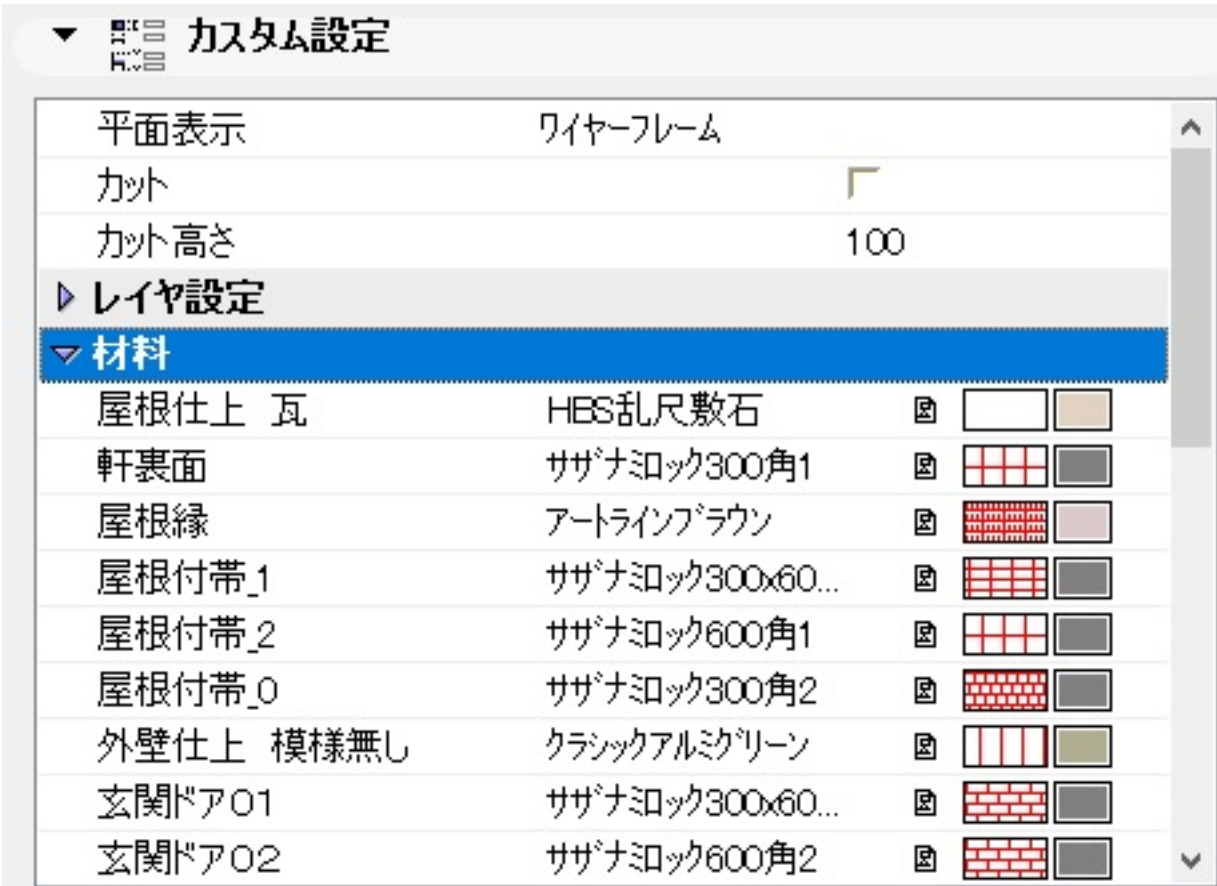 カスタム設定
平面表示 ワイヤーフレーム
カット
カット高さ 100
レイヤ設定
材料
屋根仕上 瓦 HBS乱尺敷石
軒裏面 サザナミロック300角1
屋根縁 アートラインブラウン
屋根付帯_1 サザナミロック300x60...
屋根付帯_2 サザナミロック600角1
屋根付帯_0 サザナミロック300角2
外壁仕上 模様無し クラシックアルミグリーン
玄関ドア01 サザナミロック300x60...
玄関ドア02 サザナミロック600角2